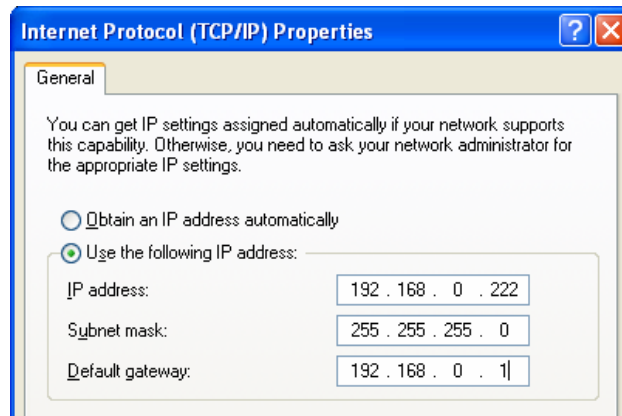 Internet Protocol (TCP/IP) Properties
General
You can get IP settings assigned automatically if your network supports
this capability. Otherwise, you need to ask your network administrator for
the appropriate IP settings.
Obtain an IP address automatically
Use the following IP address:
IP address: 192 . 168 . 0 . 222
Subnet mask: 255 . 255 . 255 . 0
Default gateway: 192 . 168 . 0 . 1